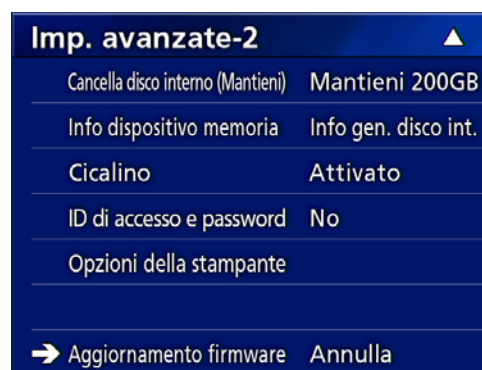 Imp. avanzate-2
Cancella disco interno (Mantieni) Mantieni 200GB
Info dispositivo memoria Info gen. disco int.
Cicalino Attivato
ID di accesso e password No
Opzioni della stampante
Aggiornamento firmware Annulla